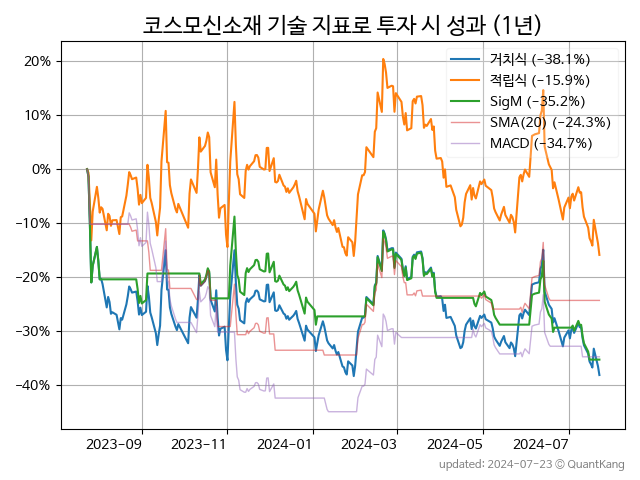 코스모신소재 기술 지표로 투자 시 성과 (1년)
거치식 (−38.1%)
적립식 (−15.9%)
SigM (−35.2%)
SMA(20) (−24.3%)
MACD (−34.7%)
20%
10%
0%
−10%
−20%
−30%
−40%
2023−09
2023−11
2024−01
2024−03
2024−05
2024−07
updated: 2024-07-23 © QuantKang